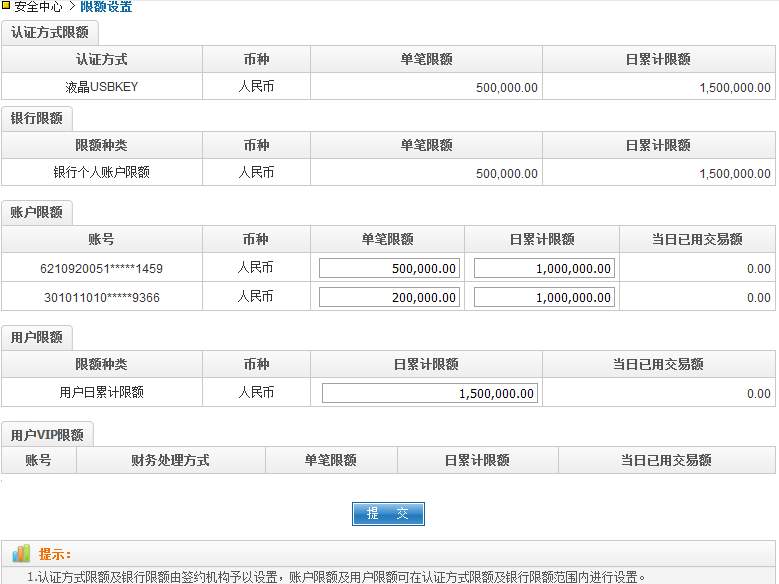 安全中心 > 限额设置
认证方式限额
认证方式 币种 单笔限额 日累计限额
液晶USBKEY 人民币 500,000.00 1,500,000.00
银行限额
限额种类 币种 单笔限额 日累计限额
银行个人账户限额 人民币 500,000.00 1,500,000.00
账户限额
账号 币种 单笔限额 日累计限额 当日已用交易额
6210920051*****1459 人民币 500,000.00 1,000,000.00 0.00
301011010*****9366 人民币 200,000.00 1,000,000.00 0.00
用户限额
限额种类 币种 日累计限额 当日已用交易额
用户日累计限额 人民币 1,500,000.00 0.00
用户VIP限额
账号 财务处理方式 单笔限额 日累计限额 当日已用交易额
提 交
提示：
1.认证方式限额及银行限额由签约机构予以设置，账户限额及用户限额可在认证方式限额及银行限额范围内进行设置。